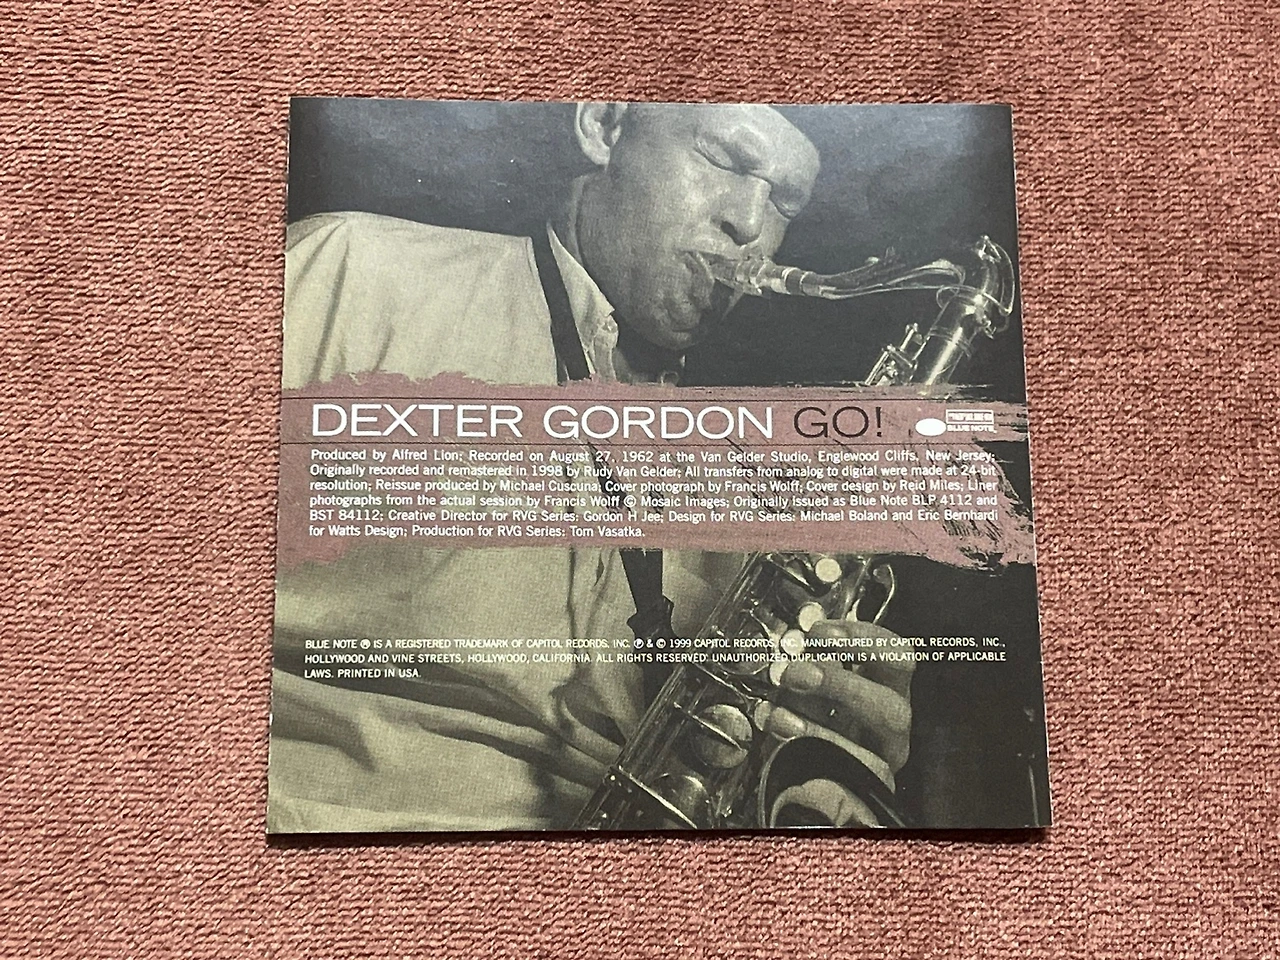 DEXTER GORDON GO!
BLUE NOTE
Produced by Alfred Lion; Recorded on August 27, 1962 at the Van Gelder Studio, Englewood Cliffs, New Jersey;
Originally recorded and remastered in 1998 by Rudy Van Gelder; All transfers from analog to digital were made at 24-bit
resolution; Reissue produced by Michael Cuscuna; Cover photograph by Francis Wolff; Cover design by Reid Miles; Liner
photographs from the actual session by Francis Wolff © Mosaic Images; Originally issued as Blue Note BLP 4112 and
BST 84112; Creative Director for RVG Series: Gordon H Jee; Design for RVG Series: Michael Boland and Eric Bernhardi
for Watts Design; Production for RVG Series: Tom Vasatka.
BLUE NOTE ® IS A REGISTERED TRADEMARK OF CAPITOL RECORDS, INC. ℗ & © 1999 CAPITOL RECORDS, INC. MANUFACTURED BY CAPITOL RECORDS, INC.,
HOLLYWOOD AND VINE STREETS, HOLLYWOOD, CALIFORNIA. ALL RIGHTS RESERVED. UNAUTHORIZED DUPLICATION IS A VIOLATION OF APPLICABLE
LAWS. PRINTED IN USA.